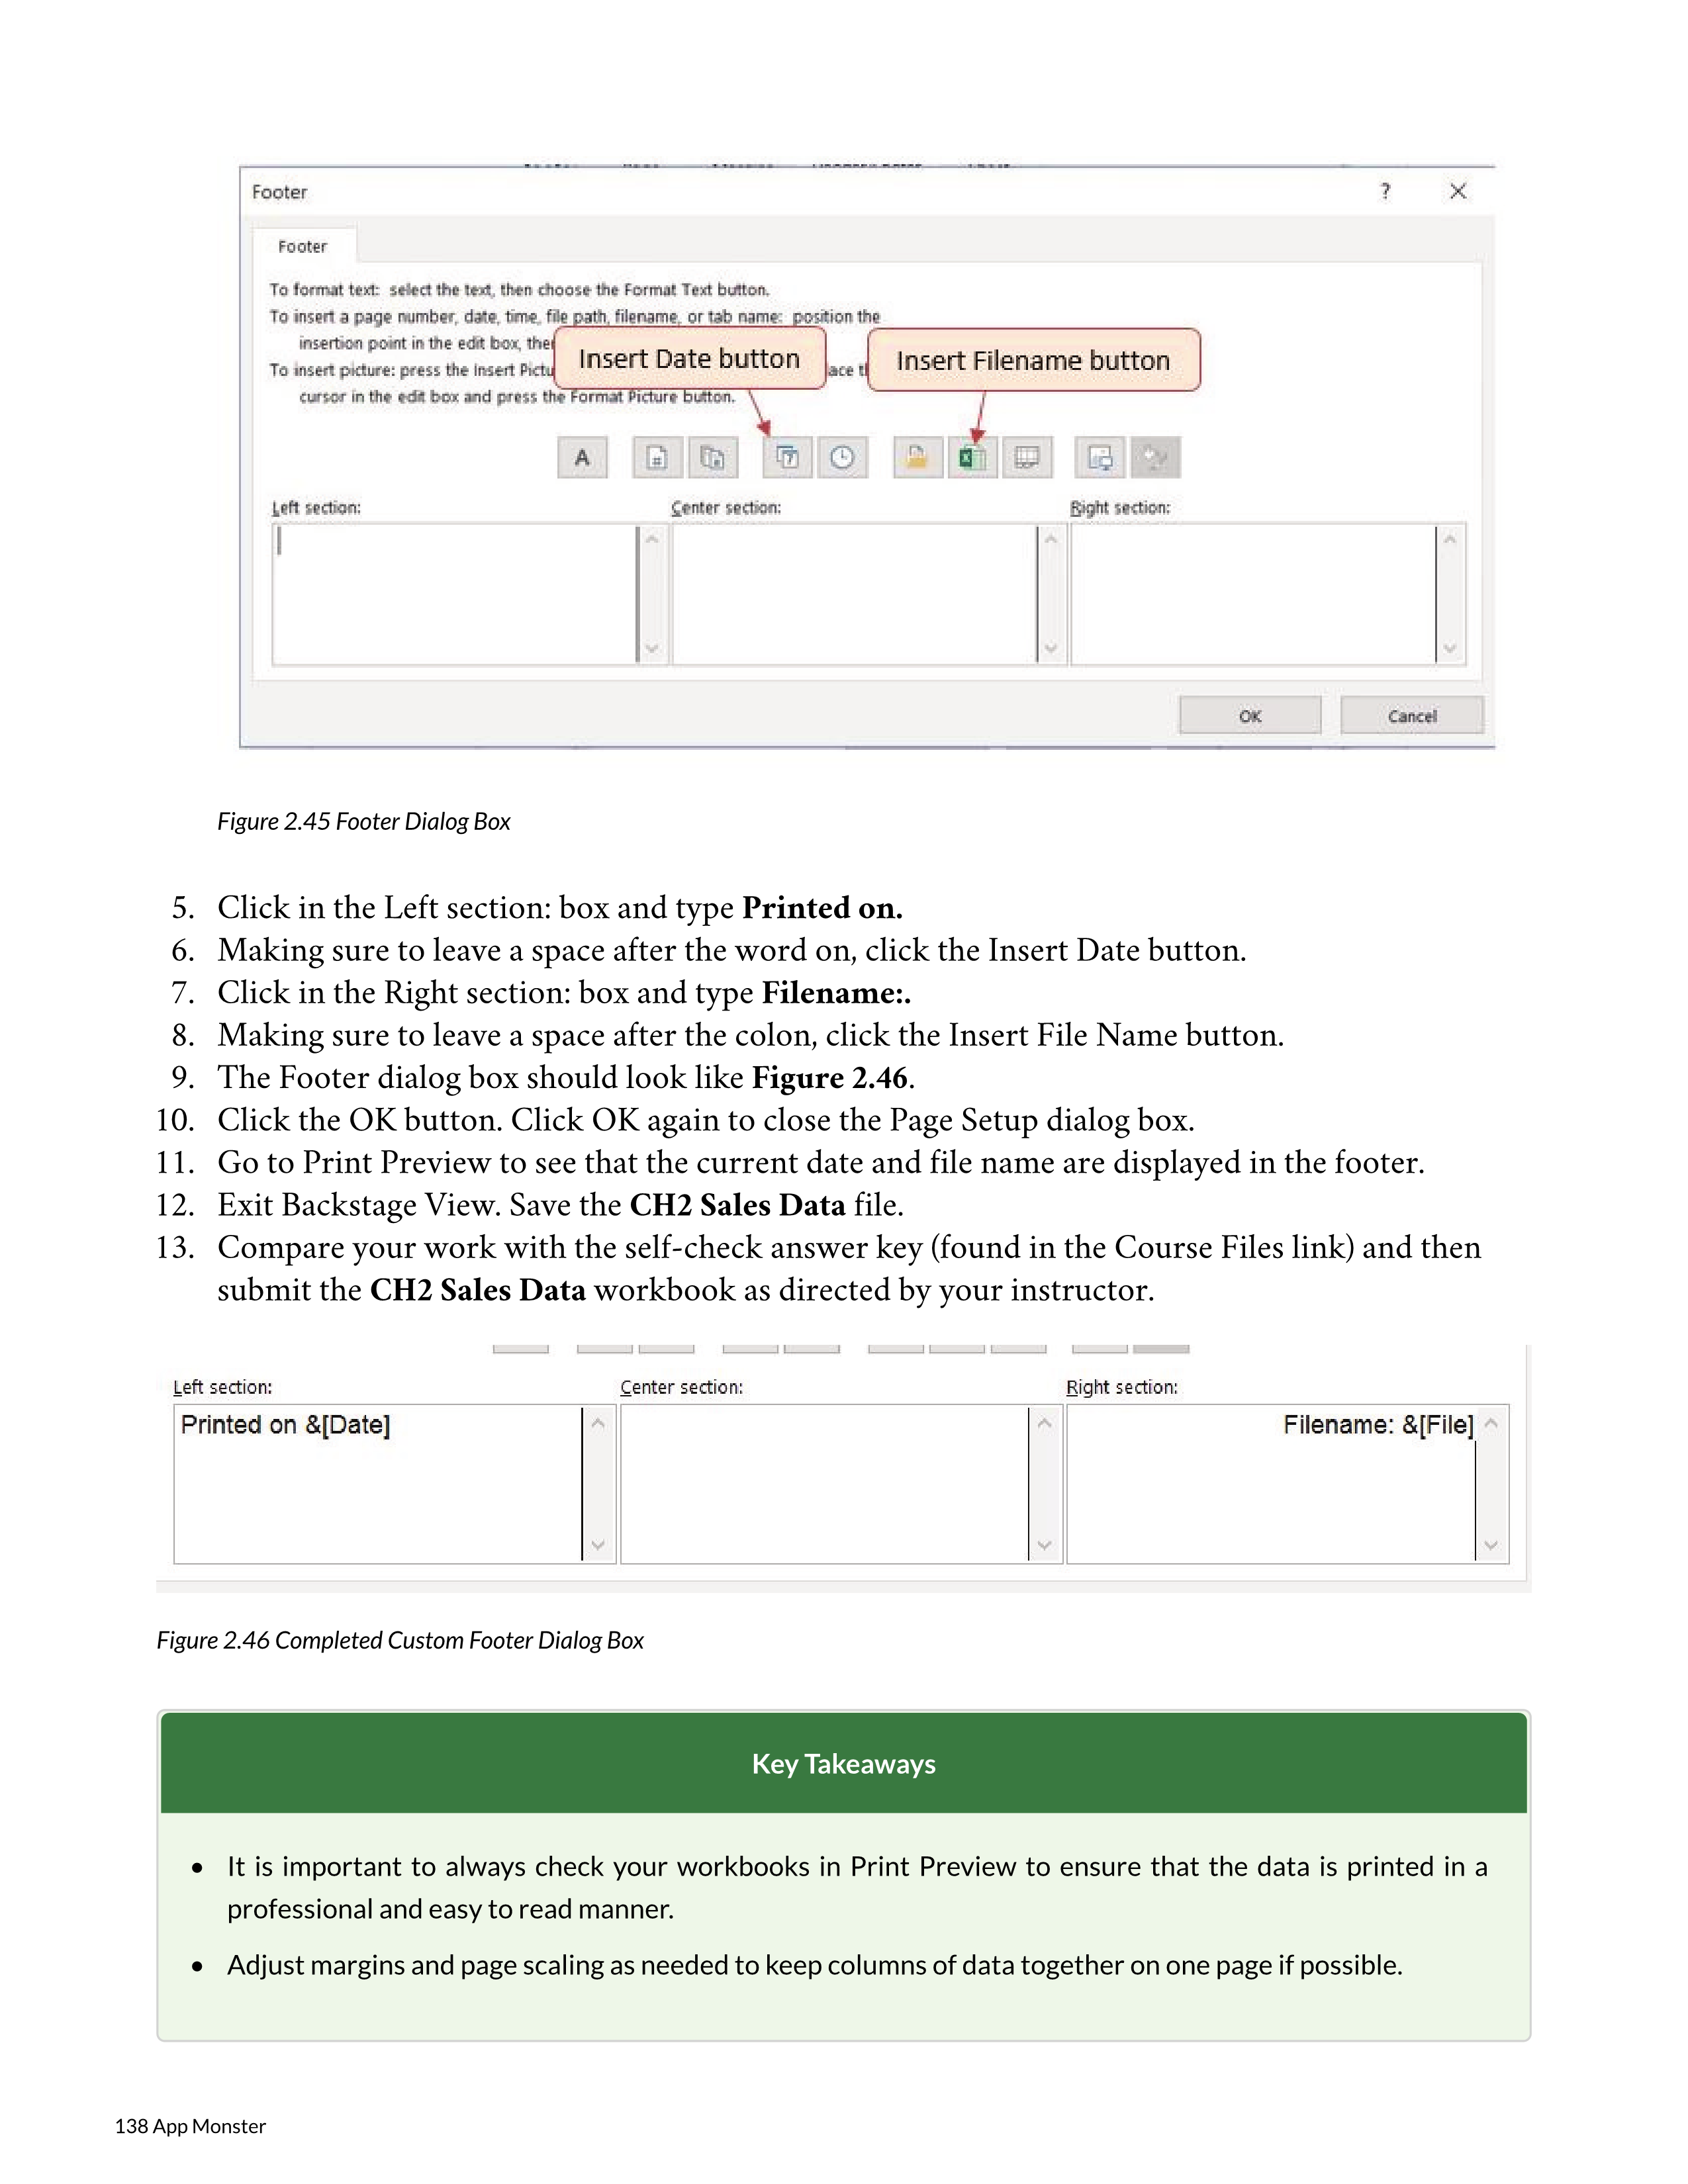 Footer
?
Footer
To format text: select the text, then choose the Format Text button.
To insert a page number, date, time, file path, filename, or tab name: position the
insertion point in the edit box, then
To insert picture: press the Insert Pictu
cursor in the edit box and press the Format Picture button.
Insert Date button
Insert Filename button
A
Left section:
Center section:
Right section:
OK
Cancel
Figure 2.45 Footer Dialog Box
5. Click in the Left section: box and type Printed on.
6. Making sure to leave a space after the word on, click the Insert Date button.
7. Click in the Right section: box and type Filename:.
8. Making sure to leave a space after the colon, click the Insert File Name button.
9. The Footer dialog box should look like Figure 2.46.
10. Click the OK button. Click OK again to close the Page Setup dialog box.
11. Go to Print Preview to see that the current date and file name are displayed in the footer.
12. Exit Backstage View. Save the CH2 Sales Data file.
13. Compare your work with the self-check answer key (found in the Course Files link) and then
submit the CH2 Sales Data workbook as directed by your instructor.
Left section:
Center section:
Right section:
Printed on &[Date]
Filename: &[File]
Figure 2.46 Completed Custom Footer Dialog Box
Key Takeaways
• It is important to always check your workbooks in Print Preview to ensure that the data is printed in a
professional and easy to read manner.
• Adjust margins and page scaling as needed to keep columns of data together on one page if possible.
138 App Monster